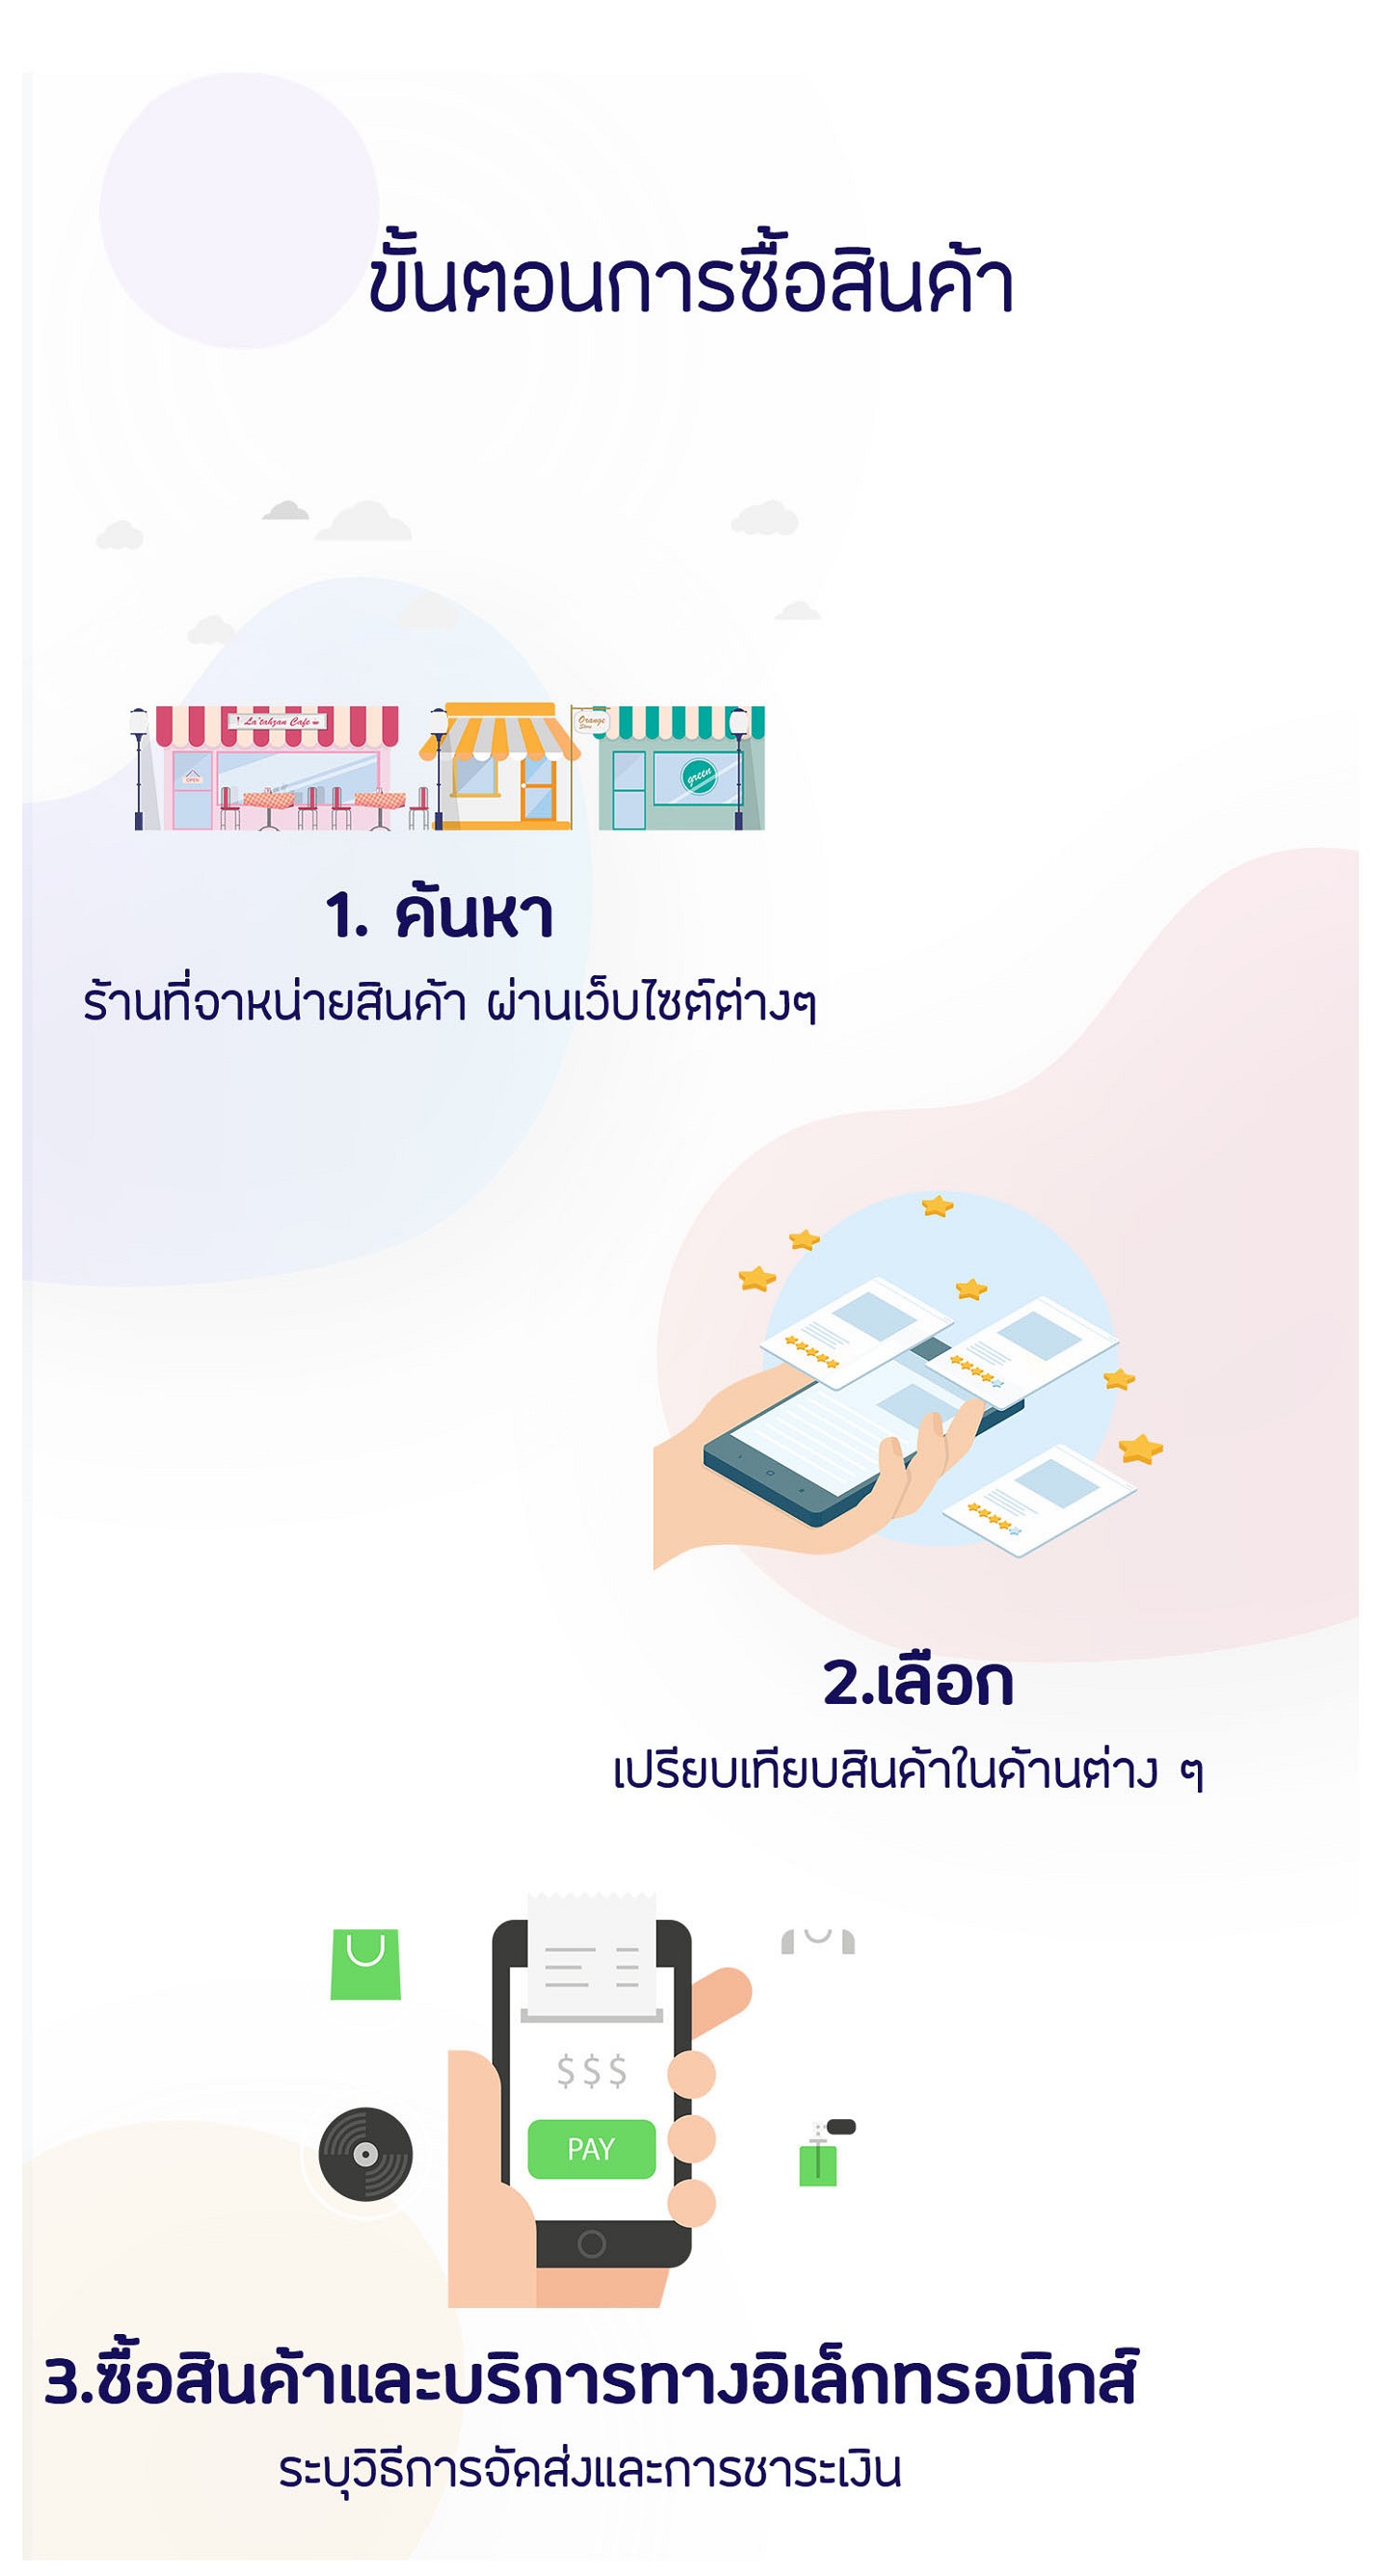 ขั้นตอนการซื้อสินค้า
La'tahzan Cafe
Orange
Store
OPEN
green
1. ค้นหา
ร้านที่จาหน่ายสินค้า ผ่านเว็บไซต์ต่างๆ
2.เลือก
เปรียบเทียบสินค้าในด้านต่าง ๆ
$$$
PAY
3.ซื้อสินค้าและบริการทางอิเล็กทรอนิกส์
ระบุวิธีการจัดส่งและการชาระเงิน